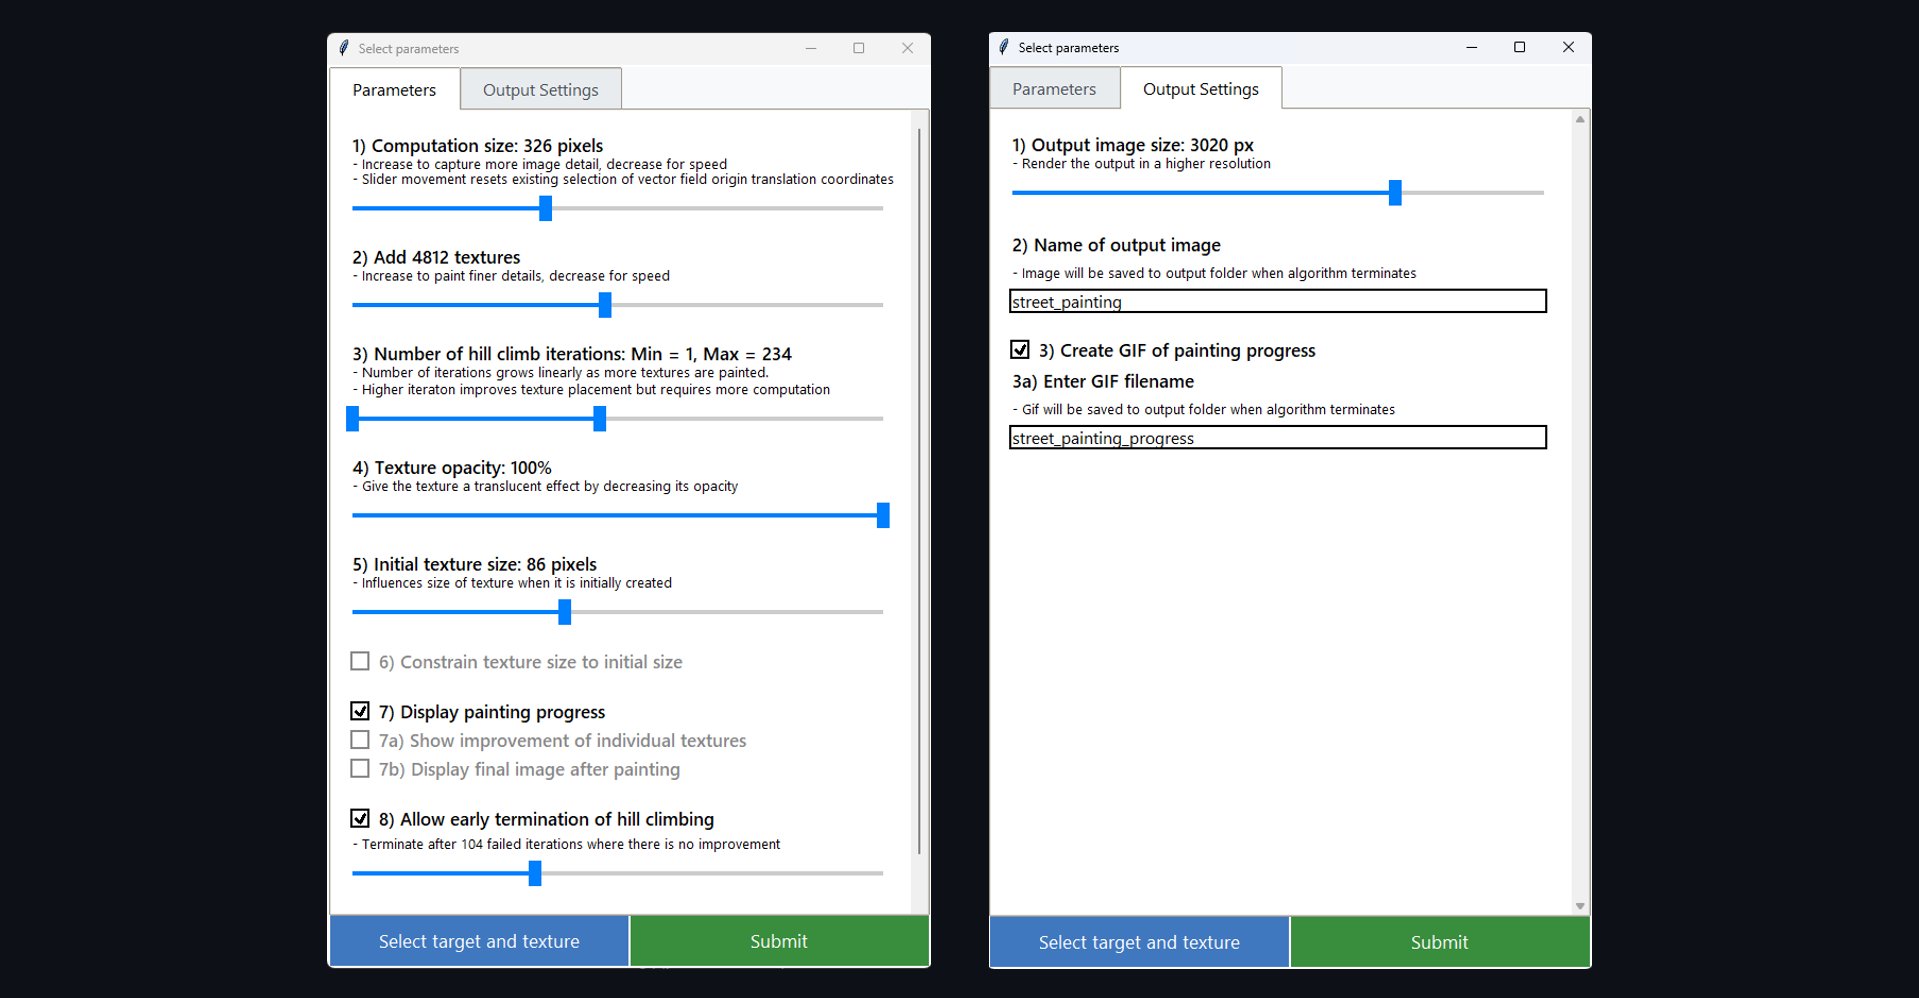 Select parameters
Parameters
Output Settings
1) Computation size: 326 pixels
- Increase to capture more image detail, decrease for speed
- Slider movement resets existing selection of vector field origin translation coordinates
2) Add 4812 textures
- Increase to paint finer details, decrease for speed
3) Number of hill climb iterations: Min = 1, Max = 234
- Number of iterations grows linearly as more textures are painted.
- Higher iteraton improves texture placement but requires more computation
4) Texture opacity: 100%
- Give the texture a translucent effect by decreasing its opacity
5) Initial texture size: 86 pixels
- Influences size of texture when it is initially created
6) Constrain texture size to initial size
7) Display painting progress
7a) Show improvement of individual textures
7b) Display final image after painting
8) Allow early termination of hill climbing
- Terminate after 104 failed iterations where there is no improvement
Select target and texture
Submit
Select parameters
Parameters
Output Settings
1) Output image size: 3020 px
- Render the output in a higher resolution
2) Name of output image
- Image will be saved to output folder when algorithm terminates
street_painting
3) Create GIF of painting progress
3a) Enter GIF filename
- Gif will be saved to output folder when algorithm terminates
street_painting_progress
Select target and texture
Submit